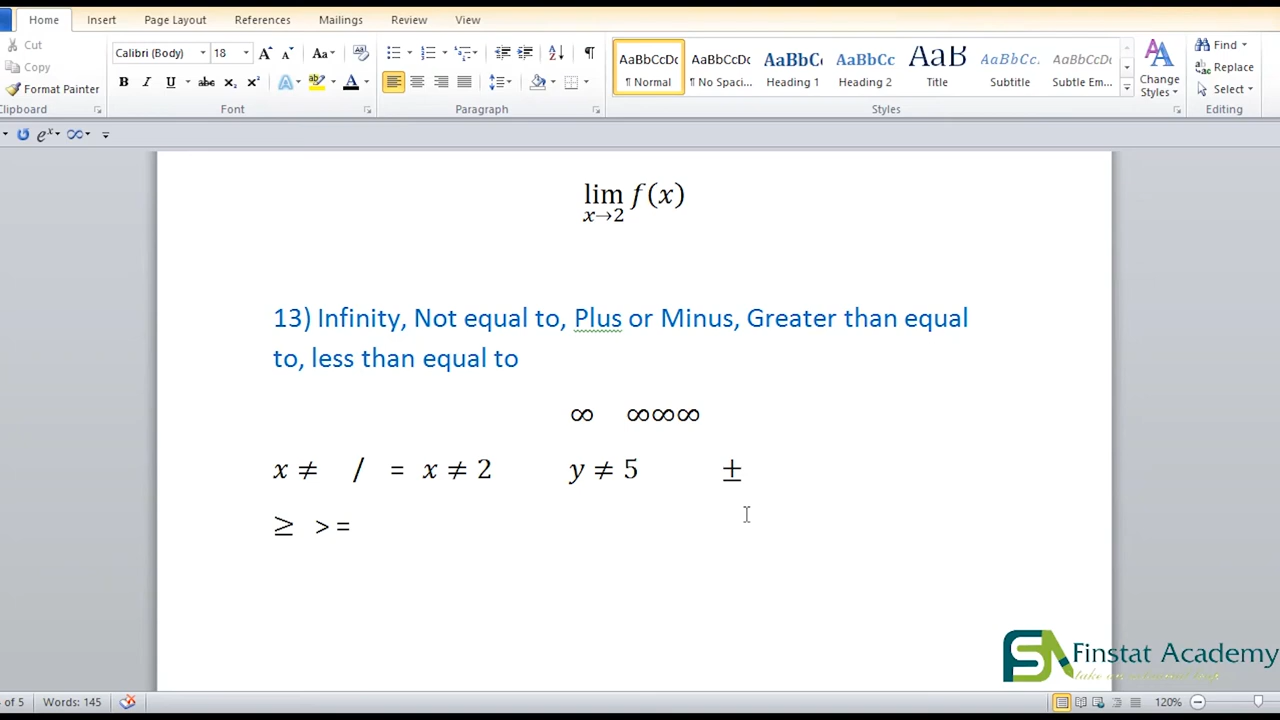 Home Insert Page Layout References Mailings Review View
Cut
Copy
Format Painter
Clipboard
Calibri (Body) 18
Font
Paragraph
AaBbCcDc AaBbCcDc AaBbC AaBbCc AaB AaBbCc. AaBbCcDc
¶ Normal ¶ No Spaci... Heading 1 Heading 2 Title Subtitle Subtle Em...
Styles
Change
Styles
Find
Replace
Select
Editing
lim f(x)
x→2
13) Infinity, Not equal to, Plus or Minus, Greater than equal
to, less than equal to
∞ ∞∞∞
x ≠ / = x ≠ 2 y ≠ 5 ±
≥ > =
Finstat Academy
of 5 Words: 145 120%